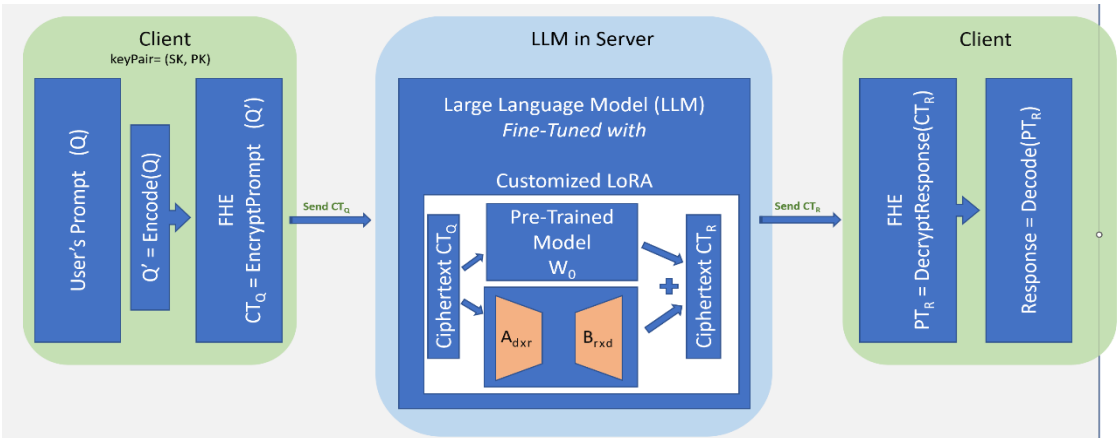 Client
keyPair= (SK, PK)
User's Prompt (Q)
Q' = Encode(Q)
FHE
CT_Q = EncryptPrompt (Q')
Send CT_Q
LLM in Server
Large Language Model (LLM)
Fine-Tuned with
Customized LoRA
Ciphertext CT_Q
Pre-Trained
Model
W_0
A_dxr
B_rxd
Ciphertext CT_R
Send CT_R
Client
FHE
PT_R = DecryptResponse(CT_R)
Response = Decode(PT_R)